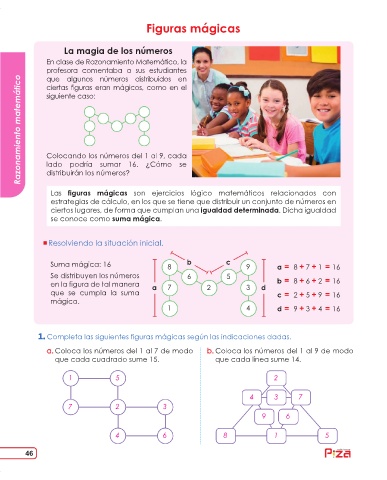 Figuras mágicas
Razonamiento matemático
La magia de los números
En clase de Razonamiento Matemático, la
profesora comentaba a sus estudiantes
que algunos números distribuidos en
ciertas figuras eran mágicos, como en el
siguiente caso:
Colocando los números del 1 al 9, cada
lado podría sumar 16. ¿Cómo se
distribuirán los números?
Las figuras mágicas son ejercicios lógico matemáticos relacionados con
estrategias de cálculo, en los que se tiene que distribuir un conjunto de números en
ciertos lugares, de forma que cumplan una igualdad determinada. Dicha igualdad
se conoce como suma mágica.
Resolviendo la situación inicial.
Suma mágica: 16
Se distribuyen los números
en la figura de tal manera
que se cumpla la suma
mágica.
b c
8 9
6 5
a 7 2 3 d
1 4
a = 8 + 7 + 1 = 16
b = 8 + 6 + 2 = 16
c = 2 + 5 + 9 = 16
d = 9 + 3 + 4 = 16
1. Completa las siguientes figuras mágicas según las indicaciones dadas.
a. Coloca los números del 1 al 7 de modo
que cada cuadrado sume 15.
1 5
7 2 3
4 6
b. Coloca los números del 1 al 9 de modo
que cada línea sume 14.
2
4 3 7
9 6
8 1 5
46
Piza